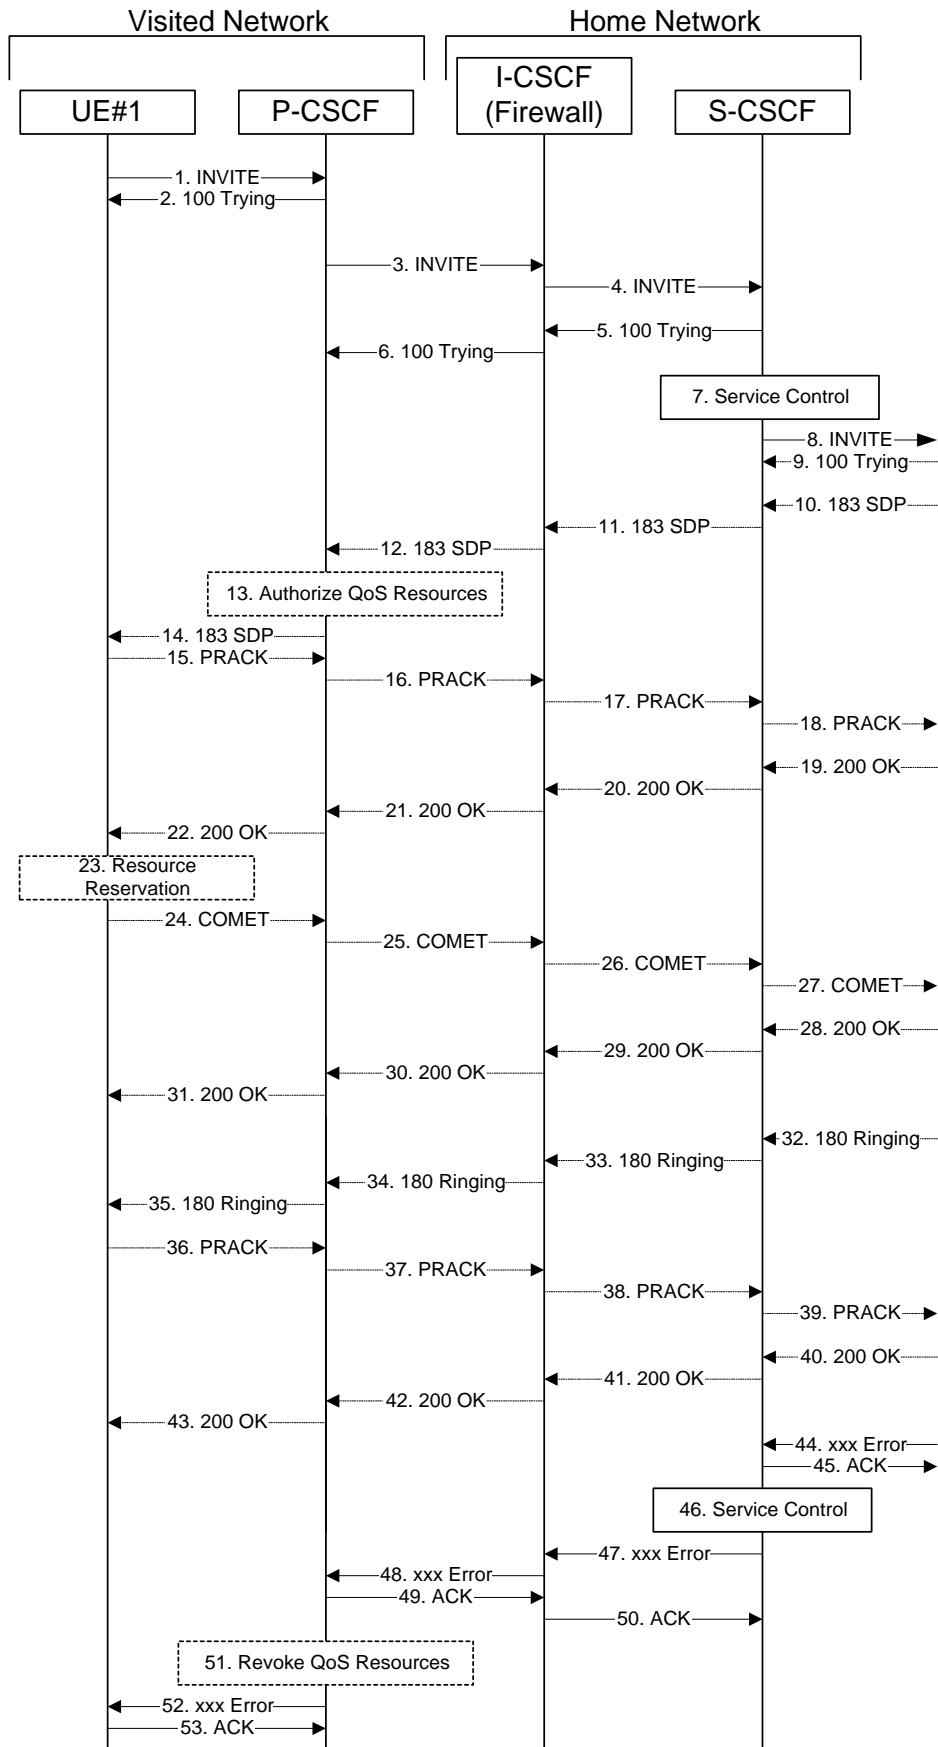 Visited Network
Home Network
UE#1
P-CSCF
I-CSCF
(Firewall)
S-CSCF
1. INVITE
2. 100 Trying
3. INVITE
4. INVITE
5. 100 Trying
6. 100 Trying
7. Service Control
8. INVITE
9. 100 Trying
10. 183 SDP
11. 183 SDP
12. 183 SDP
13. Authorize QoS Resources
14. 183 SDP
15. PRACK
16. PRACK
17. PRACK
18. PRACK
19. 200 OK
20. 200 OK
21. 200 OK
22. 200 OK
23. Resource
Reservation
24. COMET
25. COMET
26. COMET
27. COMET
28. 200 OK
29. 200 OK
30. 200 OK
31. 200 OK
32. 180 Ringing
33. 180 Ringing
34. 180 Ringing
35. 180 Ringing
36. PRACK
37. PRACK
38. PRACK
39. PRACK
40. 200 OK
41. 200 OK
42. 200 OK
43. 200 OK
44. xxx Error
45. ACK
46. Service Control
47. xxx Error
48. xxx Error
49. ACK
50. ACK
51. Revoke QoS Resources
52. xxx Error
53. ACK